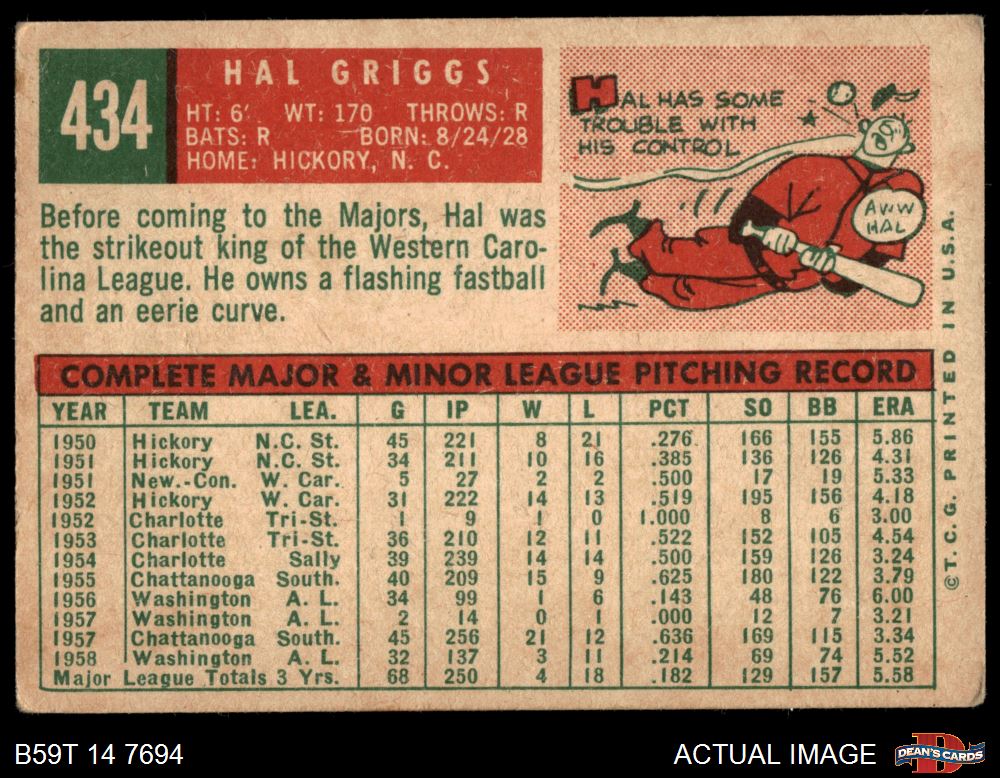 434
HAL GRIGGS
HT: 6' WT: 170 THROWS: R
BATS: R BORN: 8/24/28
HOME: HICKORY, N. C.
HAL HAS SOME
TROUBLE WITH
HIS CONTROL
AWW
HAL
Before coming to the Majors, Hal was
the strikeout king of the Western Caro-
lina League. He owns a flashing fastball
and an eerie curve.
COMPLETE MAJOR & MINOR LEAGUE PITCHING RECORD
YEAR TEAM LEA. G IP W L PCT SO BB ERA
1950 Hickory N.C. St. 45 221 8 21 .276 166 155 5.86
1951 Hickory N.C. St. 34 211 10 16 .385 136 126 4.31
1951 New.-Con. W. Car. 5 27 2 2 .500 17 19 5.33
1952 Hickory W. Car. 31 222 14 13 .519 195 156 4.18
1952 Charlotte Tri-St. 1 9 1 0 1.000 8 6 3.00
1953 Charlotte Tri-St. 36 210 12 11 .522 152 105 4.54
1954 Charlotte Sally 39 239 14 14 .500 159 126 3.24
1955 Chattanooga South. 40 209 15 9 .625 180 122 3.79
1956 Washington A. L. 34 99 1 6 .143 48 76 6.00
1957 Washington A. L. 2 14 0 1 .000 12 7 3.21
1957 Chattanooga South. 45 256 21 12 .636 169 115 3.34
1958 Washington A. L. 32 137 3 11 .214 69 74 5.52
Major League Totals 3 Yrs. 68 250 4 18 .182 129 157 5.58
© T. C. G. PRINTED IN U.S.A.
B59T 14 7694
ACTUAL IMAGE
DEAN'S CARDS